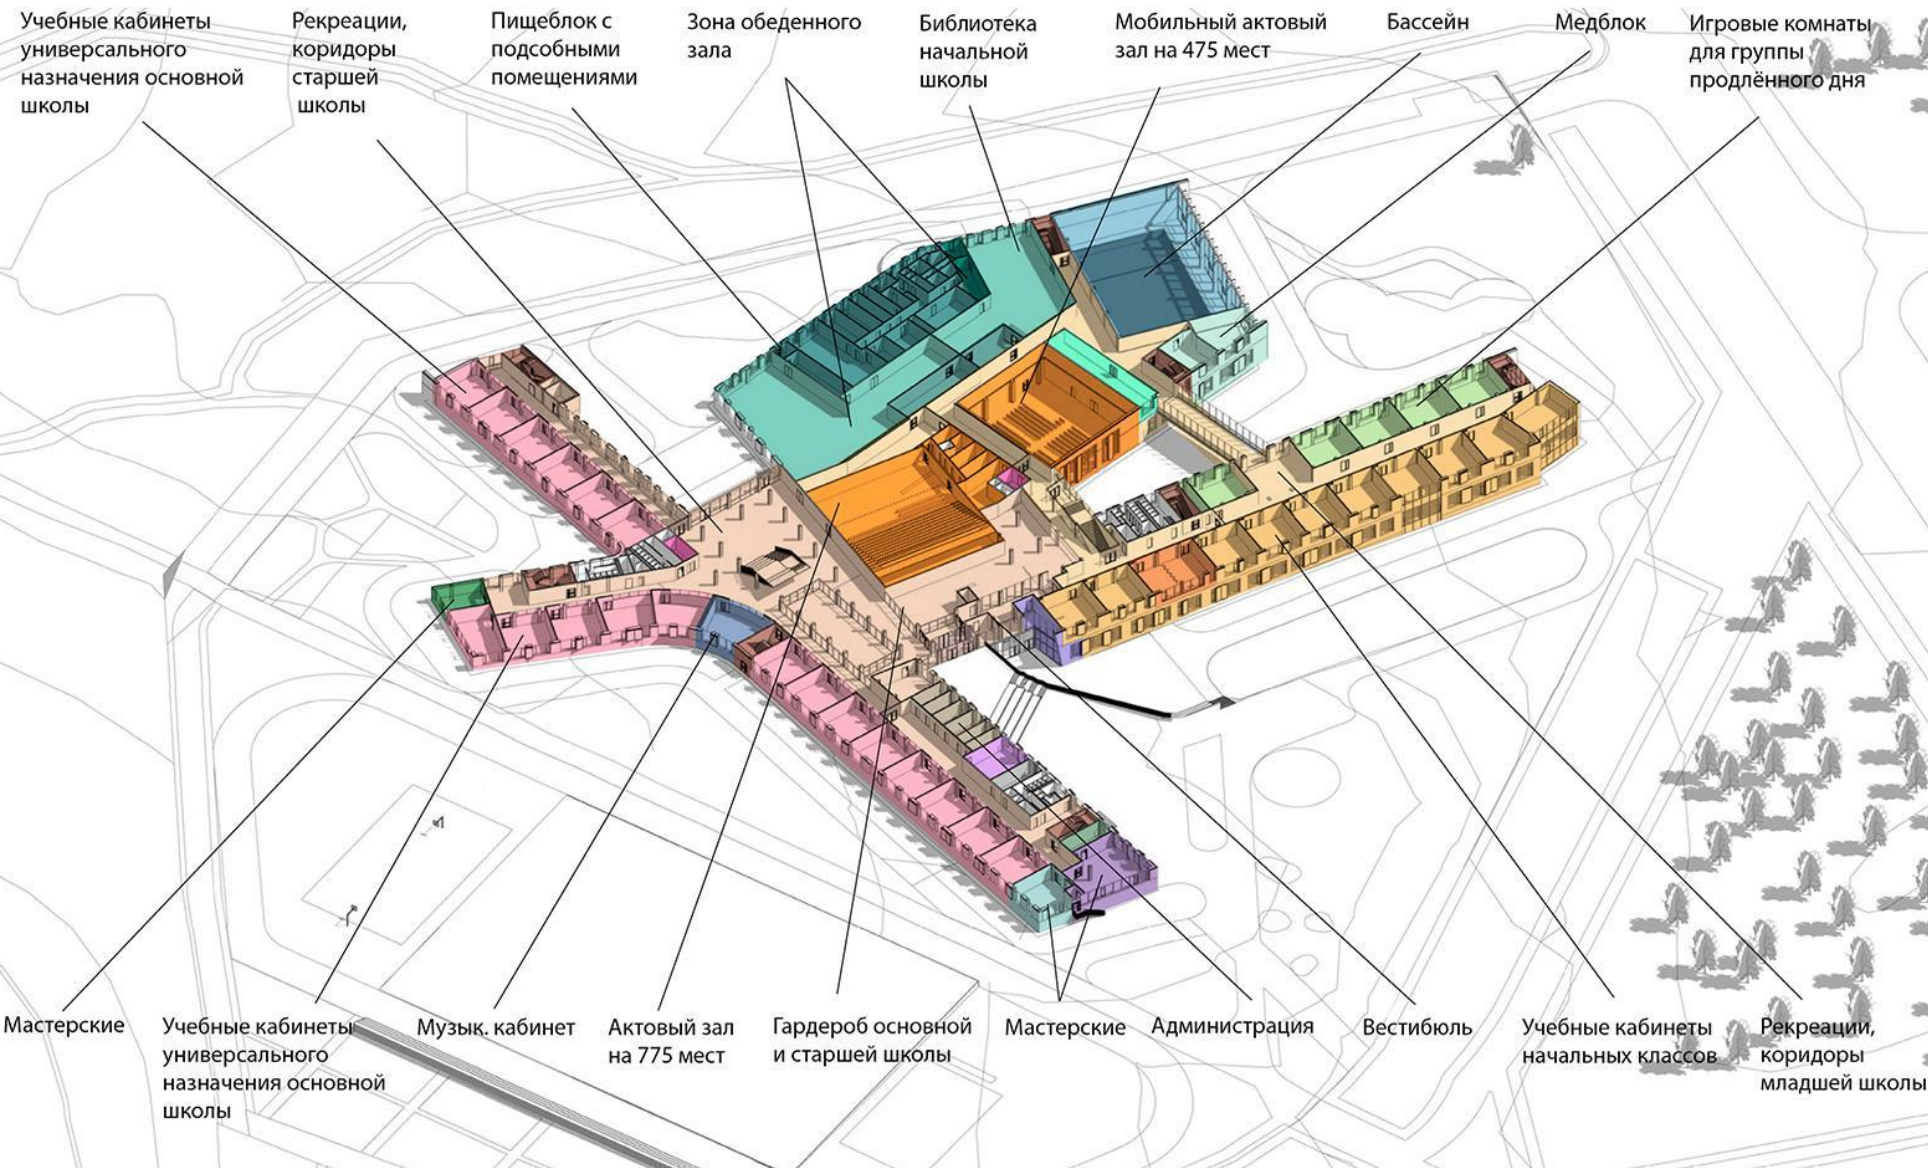 Учебные кабинеты
универсального
назначения основной
школы
Рекреации,
коридоры
старшей
школы
Пищеблок с
подсобными
помещениями
Зона обеденного
зала
Библиотека
начальной
школы
Мобильный актовый
зал на 475 мест
Бассейн
Медблок
Игровые комнаты
для группы
продлённого дня
Мастерские
Учебные кабинеты
универсального
назначения основной
школы
Музык. кабинет
Актовый зал
на 775 мест
Гардероб основной
и старшей школы
Мастерские
Администрация
Вестибюль
Учебные кабинеты
начальных классов
Рекреации,
коридоры
младшей школы